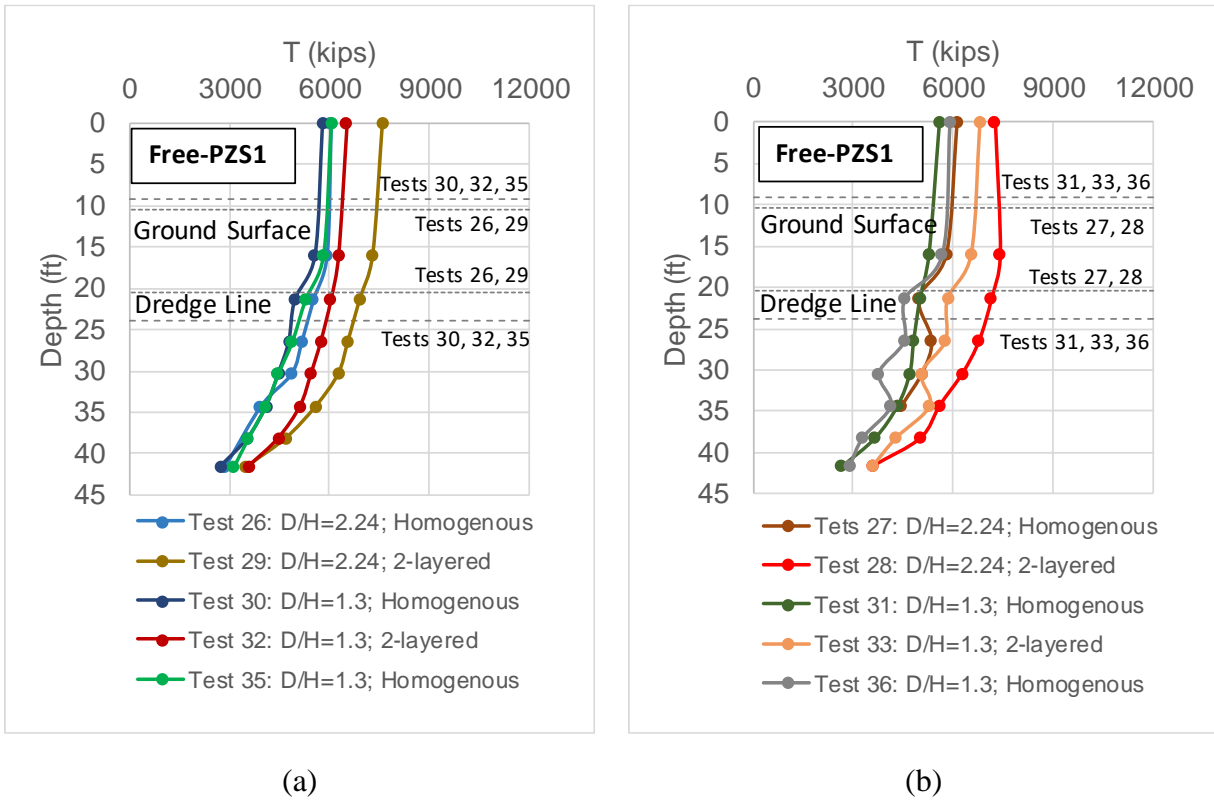 T (kips)
0 3000 6000 9000 12000
0
5
10
15
20
25
30
35
40
45
Depth (ft)
Free-PZS1
Tests 30, 32, 35
Ground Surface
Tests 26, 29
Tests 26, 29
Dredge Line
Tests 30, 32, 35
Test 26: D/H=2.24; Homogenous
Test 29: D/H=2.24; 2-layered
Test 30: D/H=1.3; Homogenous
Test 32: D/H=1.3; 2-layered
Test 35: D/H=1.3; Homogenous
(a)
T (kips)
0 3000 6000 9000 12000
0
5
10
15
20
25
30
35
40
45
Depth (ft)
Free-PZS1
Tests 31, 33, 36
Ground Surface
Tests 27, 28
Tests 27, 28
Dredge Line
Tests 31, 33, 36
Tets 27: D/H=2.24; Homogenous
Test 28: D/H=2.24; 2-layered
Test 31: D/H=1.3; Homogenous
Test 33: D/H=1.3; 2-layered
Test 36: D/H=1.3; Homogenous
(b)